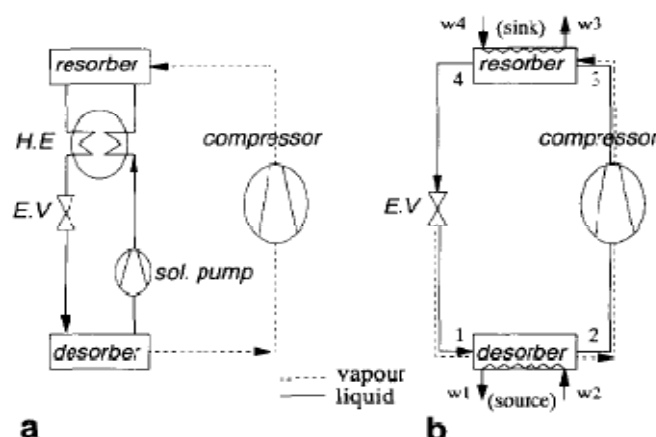 resorber
H.E
compressor
E.V
sol. pump
desorber
a
w4
(sink)
w3
resorber
4
3
compressor
E.V
1
desorber
2
w1
(source)
w2
vapour
liquid
b